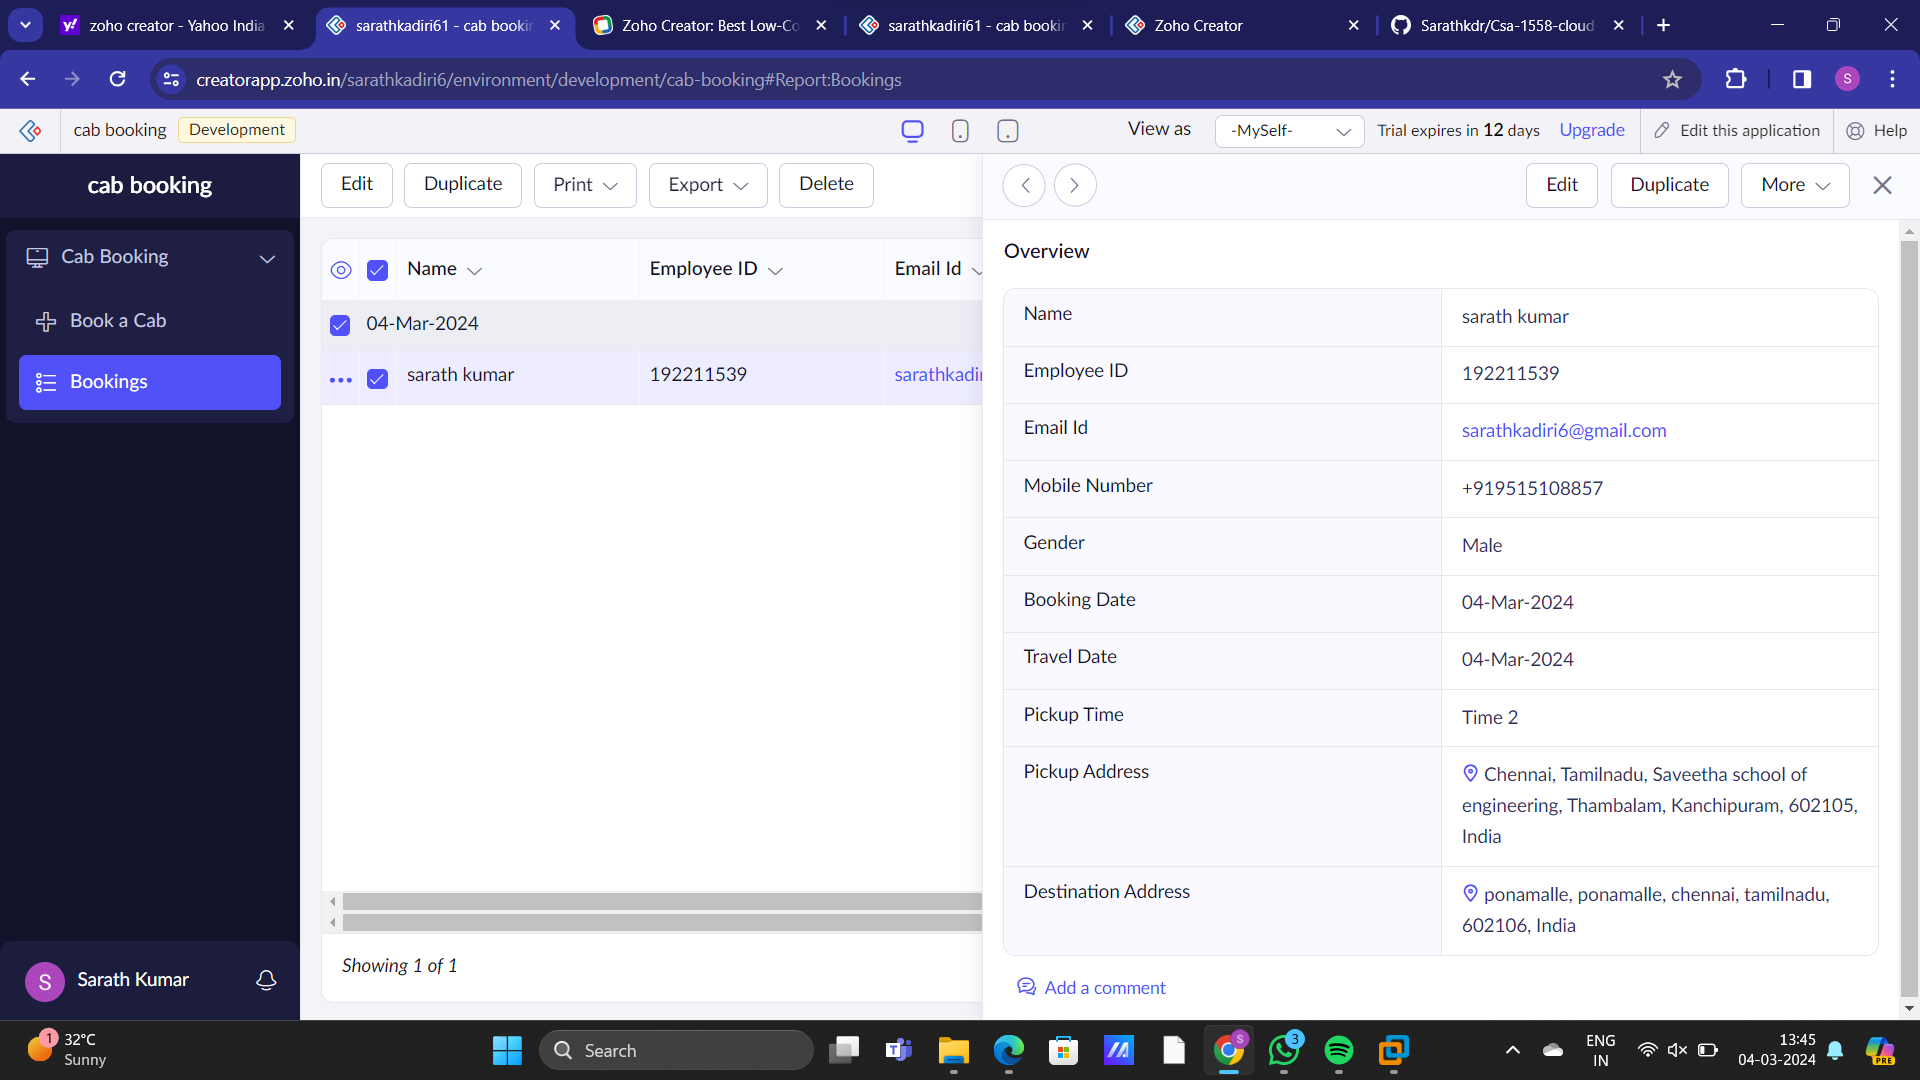 zoho creator - Yahoo India
sarathkadiri61 - cab bookin
Zoho Creator: Best Low-Co
sarathkadiri61 - cab bookin
Zoho Creator
Sarathkdr/Csa-1558-cloud
creatorapp.zoho.in/sarathkadiri6/environment/development/cab-booking#Report:Bookings
S
cab booking
Development
View as
-MySelf-
Trial expires in 12 days
Upgrade
Edit this application
Help
cab booking
Cab Booking
Book a Cab
Bookings
S
Sarath Kumar
Edit
Duplicate
Print
Export
Delete
Name
Employee ID
Email Id
04-Mar-2024
sarath kumar
192211539
sarathkadir
Showing 1 of 1
Edit
Duplicate
More
Overview
Name
sarath kumar
Employee ID
192211539
Email Id
sarathkadiri6@gmail.com
Mobile Number
+919515108857
Gender
Male
Booking Date
04-Mar-2024
Travel Date
04-Mar-2024
Pickup Time
Time 2
Pickup Address
Chennai, Tamilnadu, Saveetha school of
engineering, Thambalam, Kanchipuram, 602105,
India
Destination Address
ponamalle, ponamalle, chennai, tamilnadu,
602106, India
Add a comment
1
32°C
Sunny
Search
S
3
ENG
IN
13:45
04-03-2024
PRE